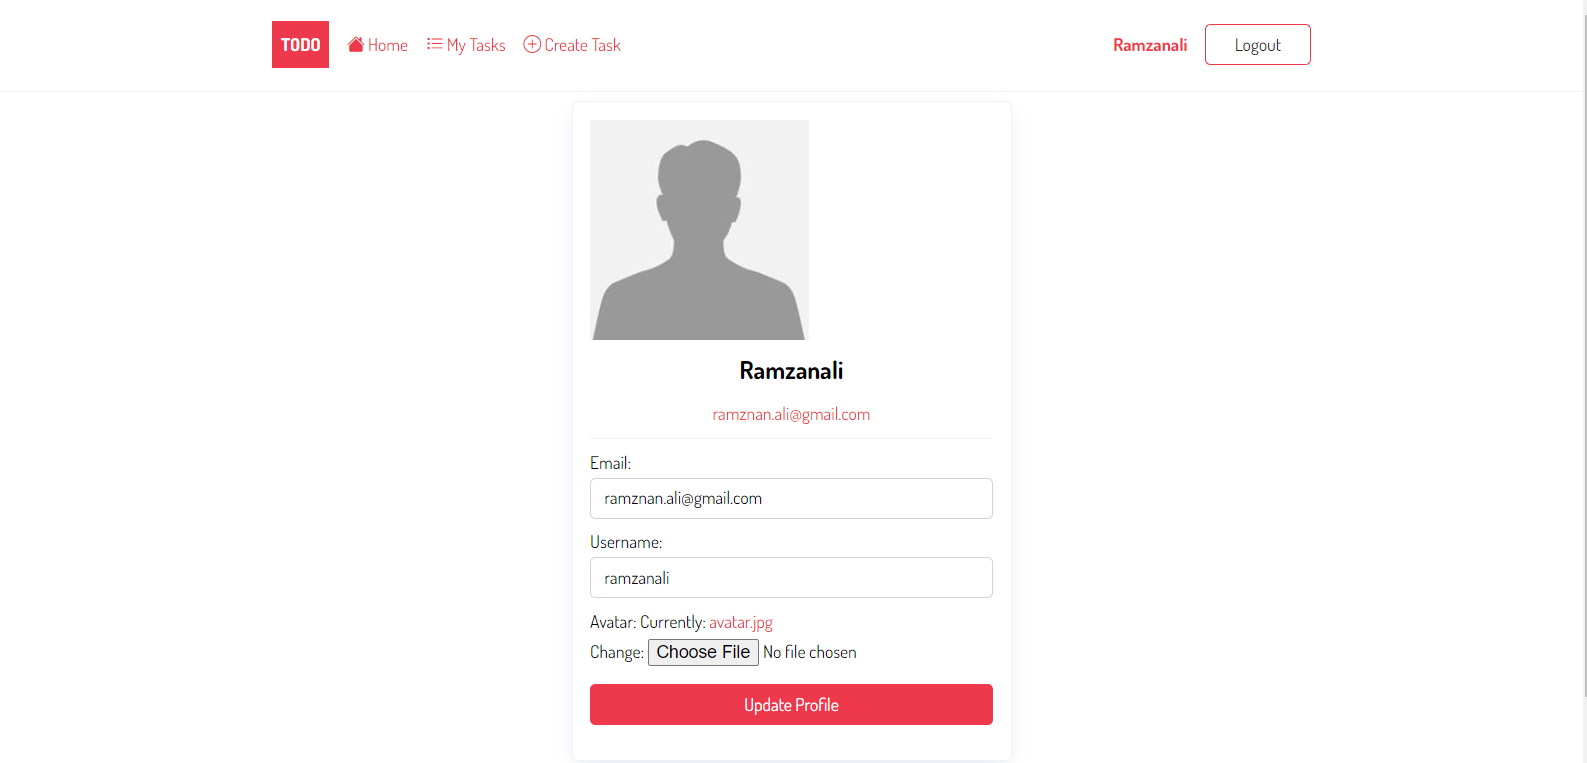 TODO Home My Tasks Create Task Ramzanali Logout
Ramzanali
ramznan.ali@gmail.com
Email:
ramznan.ali@gmail.com
Username:
ramzanali
Avatar: Currently: avatar.jpg
Change: Choose File No file chosen
Update Profile